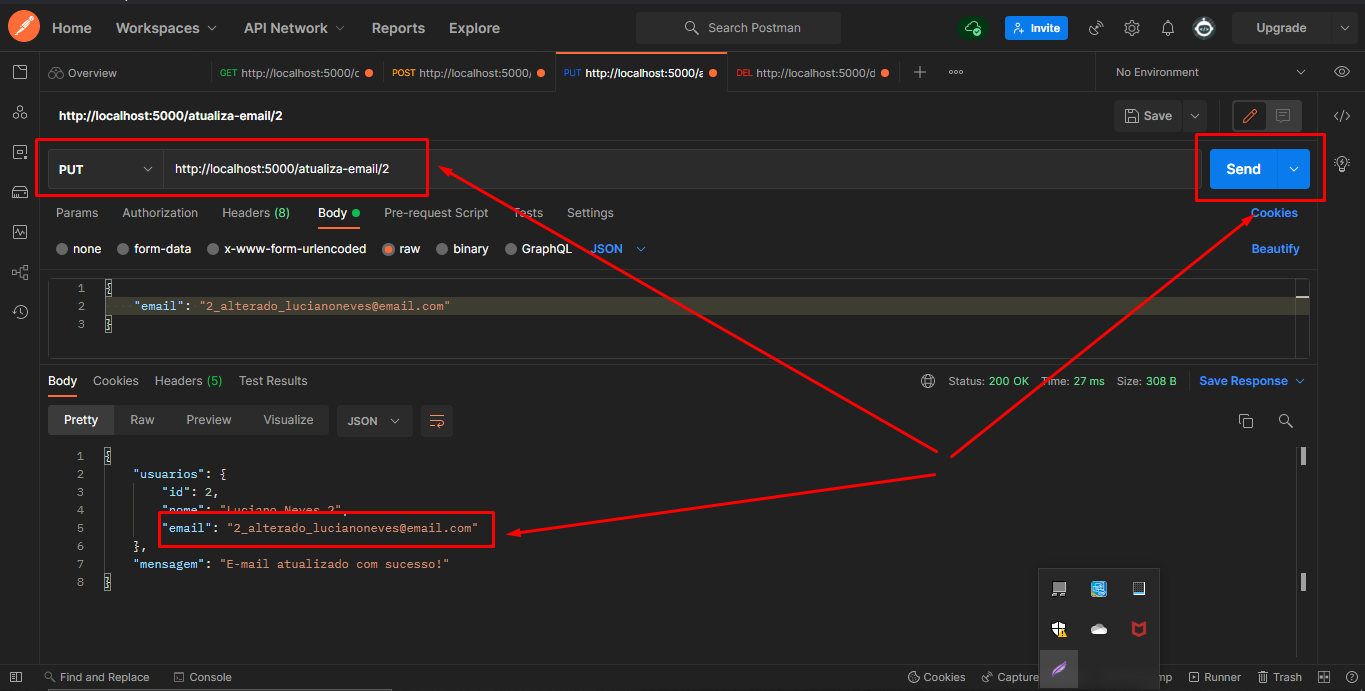 Home Workspaces API Network Reports Explore Search Postman Invite Upgrade
Overview GET http://localhost:5000/c POST http://localhost:5000/ PUT http://localhost:5000/a DEL http://localhost:5000/d No Environment
http://localhost:5000/atualiza-email/2 Save
PUT http://localhost:5000/atualiza-email/2 Send
Params Authorization Headers (8) Body Pre-request Script Tests Settings Cookies
none form-data x-www-form-urlencoded raw binary GraphQL JSON Beautify
1 {
2 "email": "2_alterado_lucianoneves@email.com"
3 }
Body Cookies Headers (5) Test Results Status: 200 OK Time: 27 ms Size: 308 B Save Response
Pretty Raw Preview Visualize JSON
1 {
2 "usuarios": {
3 "id": 2,
4 "nome": "Luciano Neves 2",
5 "email": "2_alterado_lucianoneves@email.com"
6 },
7 "mensagem": "E-mail atualizado com sucesso!"
8 }
Find and Replace Console Cookies Capture mp Runner Trash